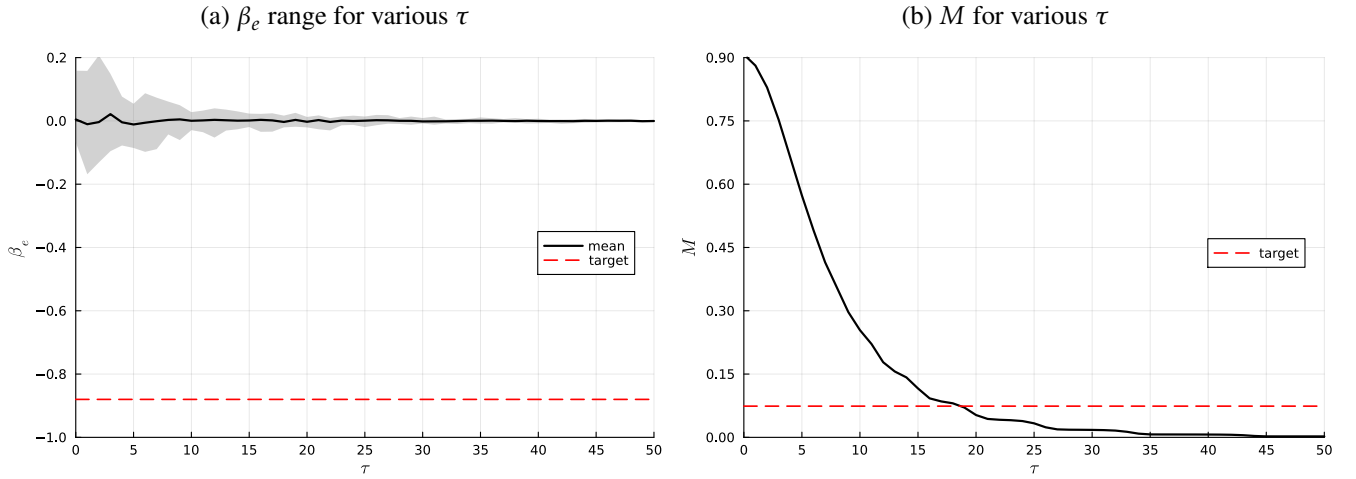 (a) βₑ range for various τ
0.2
0.0
−0.2
−0.4
−0.6
−0.8
−1.0
βₑ
0 5 10 15 20 25 30 35 40 45 50
τ
mean
target
(b) M for various τ
0.90
0.75
0.60
0.45
0.30
0.15
0.00
M
0 5 10 15 20 25 30 35 40 45 50
τ
target